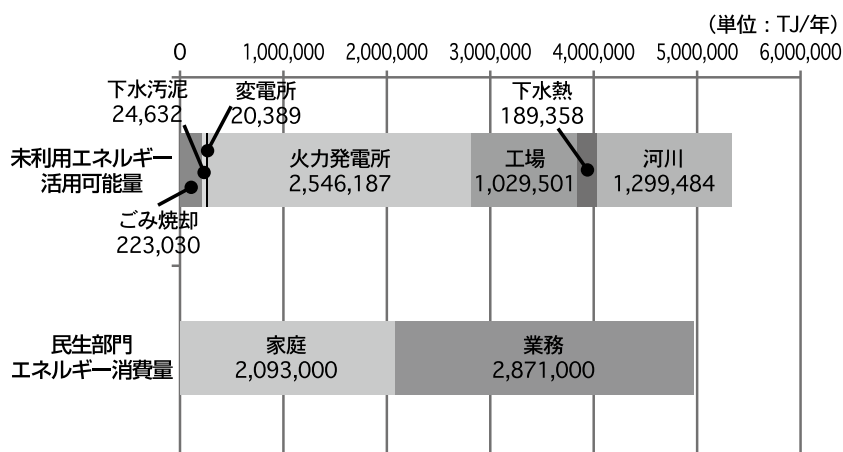 （単位：TJ/年）
0 1,000,000 2,000,000 3,000,000 4,000,000 5,000,000 6,000,000
下水汚泥
24,632
変電所
20,389
下水熱
189,358
未利用エネルギー
活用可能量
火力発電所
2,546,187
工場
1,029,501
河川
1,299,484
ごみ焼却
223,030
民生部門
エネルギー消費量
家庭
2,093,000
業務
2,871,000